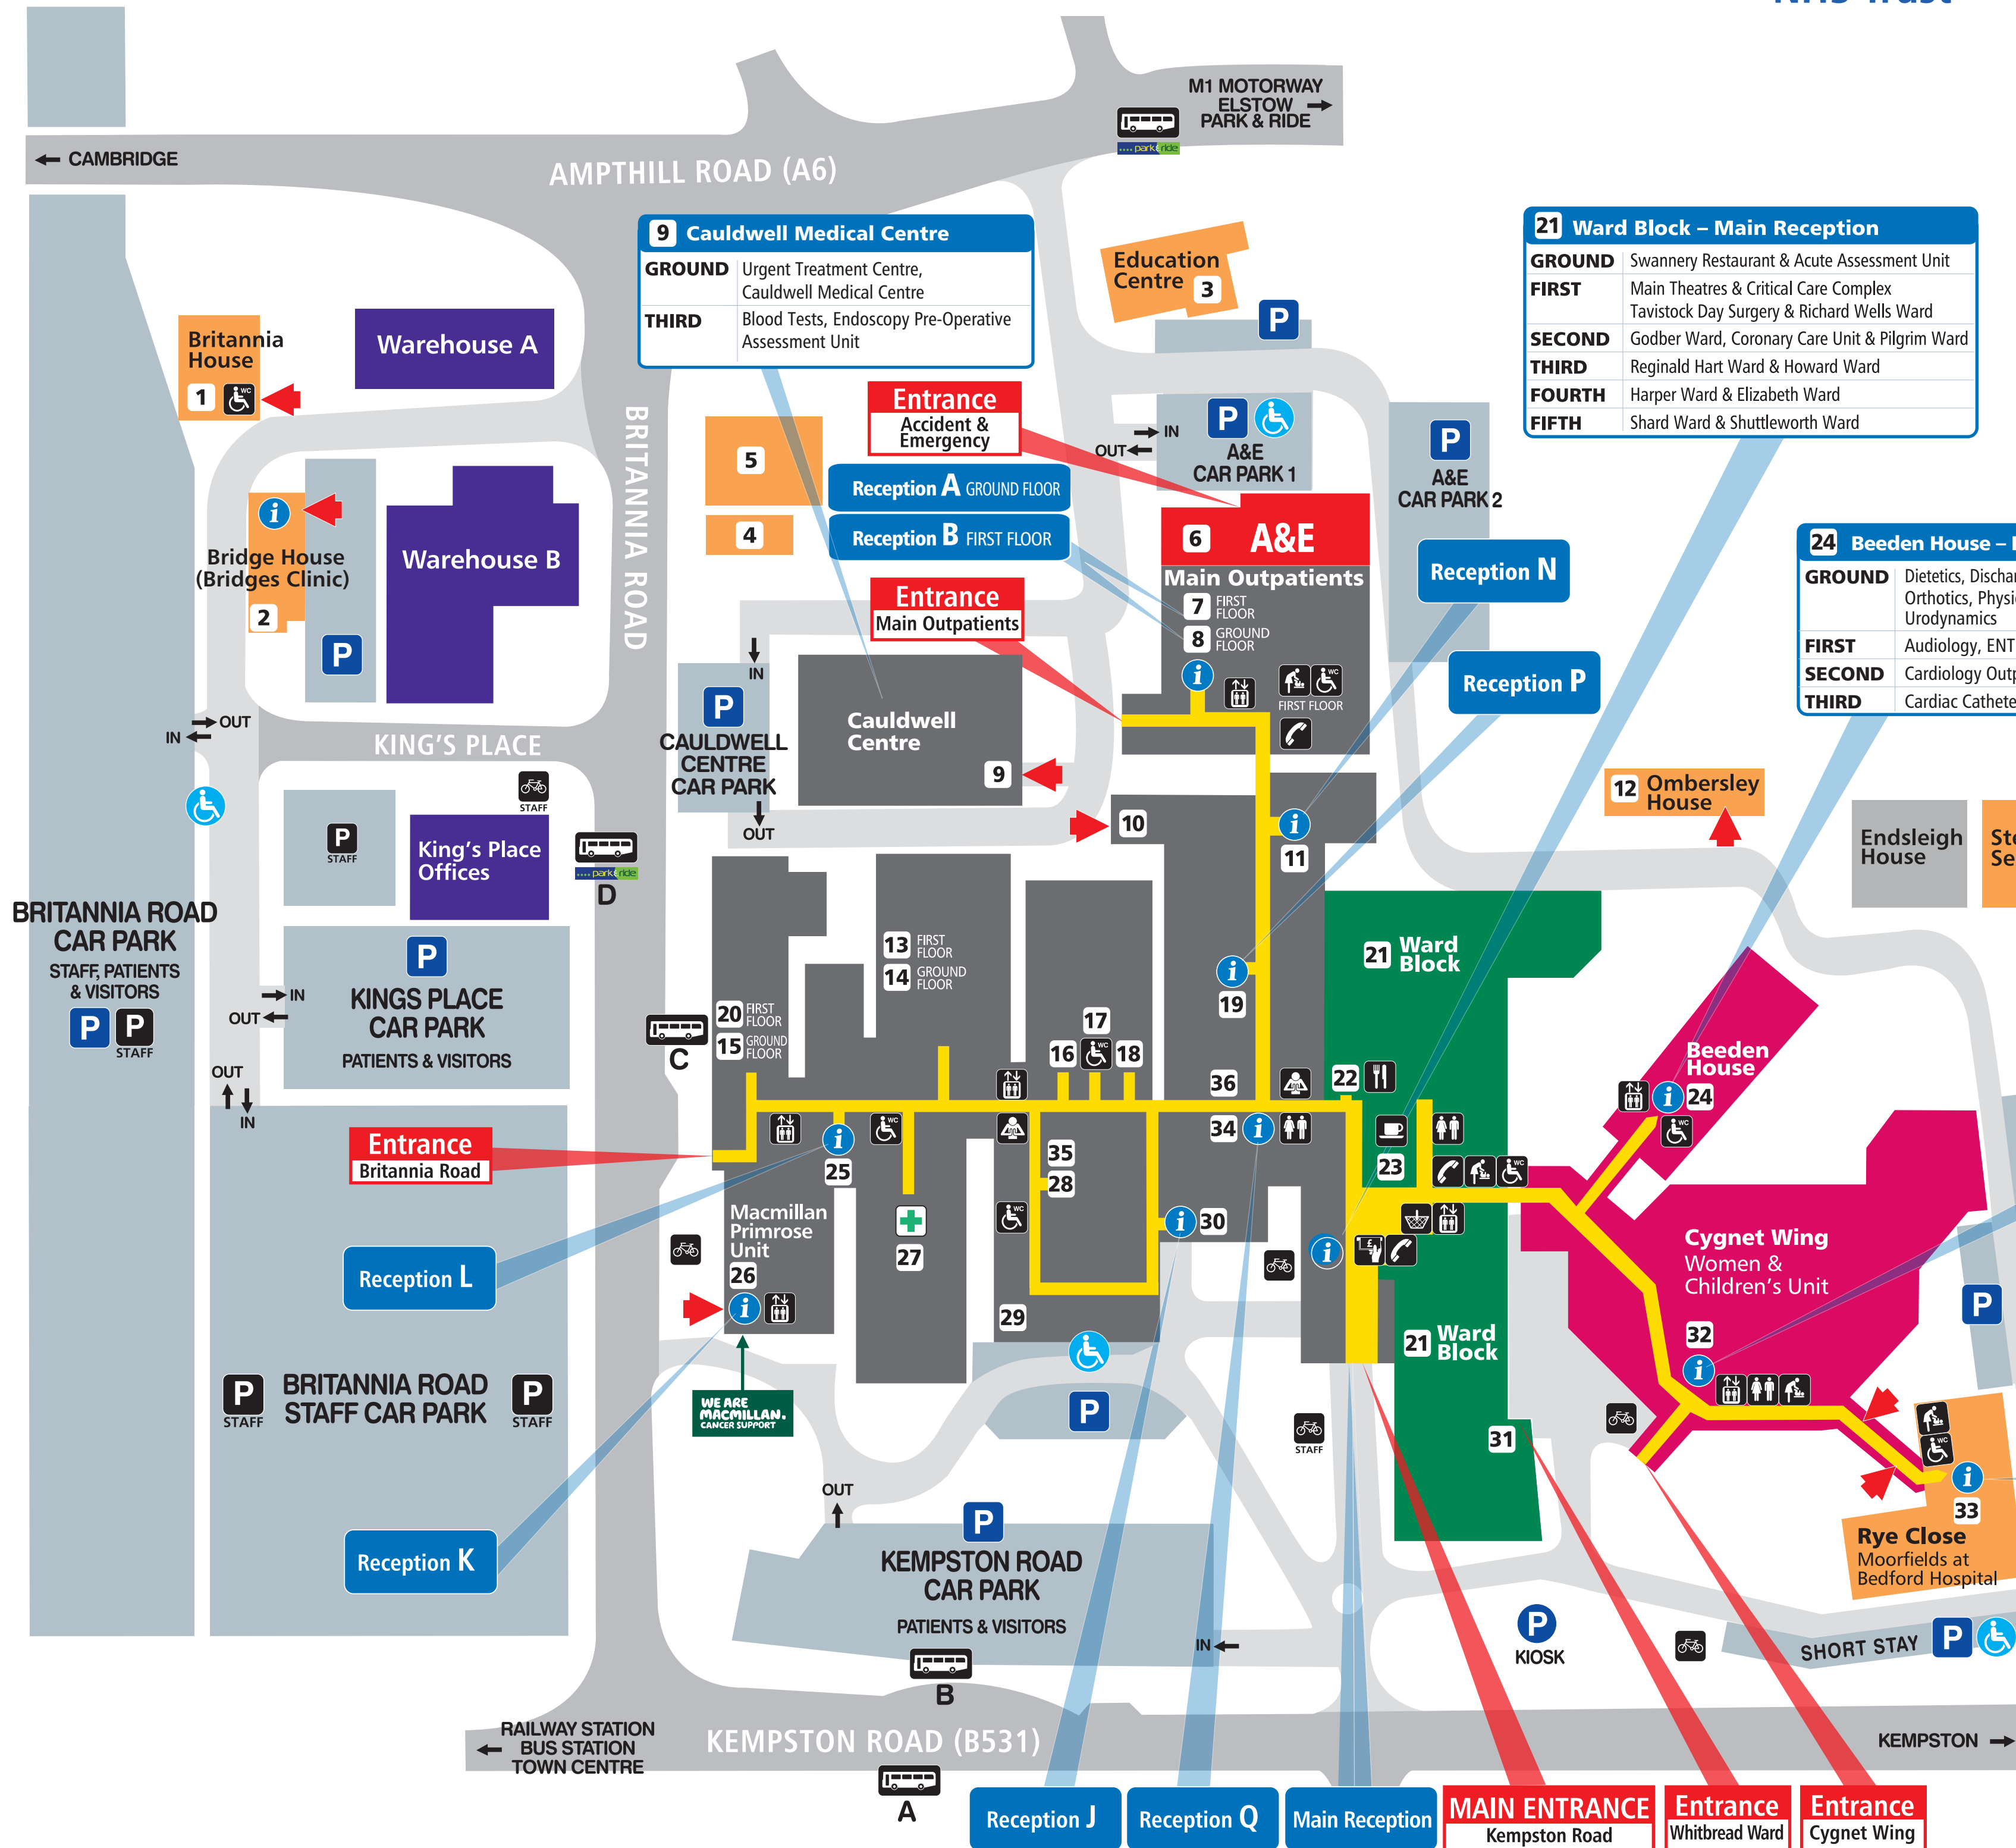 NHS Trust
M1 MOTORWAY
ELSTOW
PARK & RIDE
park&ride
CAMBRIDGE
AMPTHILL ROAD (A6)
9 Cauldwell Medical Centre
GROUND Urgent Treatment Centre,
Cauldwell Medical Centre
THIRD Blood Tests, Endoscopy Pre-Operative
Assessment Unit
Education
Centre 3
P
21 Ward Block – Main Reception
GROUND Swannery Restaurant & Acute Assessment Unit
FIRST Main Theatres & Critical Care Complex
Tavistock Day Surgery & Richard Wells Ward
SECOND Godber Ward, Coronary Care Unit & Pilgrim Ward
THIRD Reginald Hart Ward & Howard Ward
FOURTH Harper Ward & Elizabeth Ward
FIFTH Shard Ward & Shuttleworth Ward
Britannia
House
1 WC
Warehouse A
BRITANNIA ROAD
5
4
Entrance
Accident &
Emergency
Reception A GROUND FLOOR
Reception B FIRST FLOOR
IN
OUT
P
A&E
CAR PARK 1
P
A&E
CAR PARK 2
6 A&E
Main Outpatients
7 FIRST
FLOOR
8 GROUND
FLOOR
i
WC
FIRST FLOOR
Reception N
Reception P
24 Beeden House –
GROUND
Orthotics,
Urodynamics
FIRST Audiology, ENT
SECOND Cardiology
THIRD Cardiac
i
Bridge House
(Bridges Clinic)
2
P
Warehouse B
Entrance
Main Outpatients
IN
P
CAULDWELL
CENTRE
CAR PARK
OUT
Cauldwell
Centre
9
10
i
11
12 Ombersley
House
Endsleigh
House
OUT
IN
KING'S PLACE
STAFF
P
STAFF
King's Place
Offices
park&ride
D
BRITANNIA ROAD
CAR PARK
STAFF, PATIENTS
& VISITORS
P P
STAFF
IN
OUT
P
KINGS PLACE
CAR PARK
PATIENTS & VISITORS
OUT
IN
C
20 FIRST
FLOOR
15 GROUND
FLOOR
13 FIRST
FLOOR
14 GROUND
FLOOR
17
16 WC 18
i
19
36
34 i
21 Ward
Block
22
23
WC
Beeden
House
i 24
WC
Entrance
Britannia Road
i
25
WC
35
28
WC
Macmillan
Primrose
Unit
26
i
27
29
i 30
i
£
Cygnet Wing
Women &
Children's Unit
32
i
P
Reception L
P
STAFF
BRITANNIA ROAD
STAFF CAR PARK
P
STAFF
WE ARE
MACMILLAN.
CANCER SUPPORT
P
STAFF
21 Ward
Block
31
WC
i
33
Rye Close
Moorfields at
Bedford Hospital
Reception K
OUT
P
KEMPSTON ROAD
CAR PARK
PATIENTS & VISITORS
IN
B
P
KIOSK
SHORT STAY P
RAILWAY STATION
BUS STATION
TOWN CENTRE
KEMPSTON ROAD (B531)
KEMPSTON
A
Reception J
Reception Q
Main Reception
MAIN ENTRANCE
Kempston Road
Entrance
Whitbread Ward
Entrance
Cygnet Wing